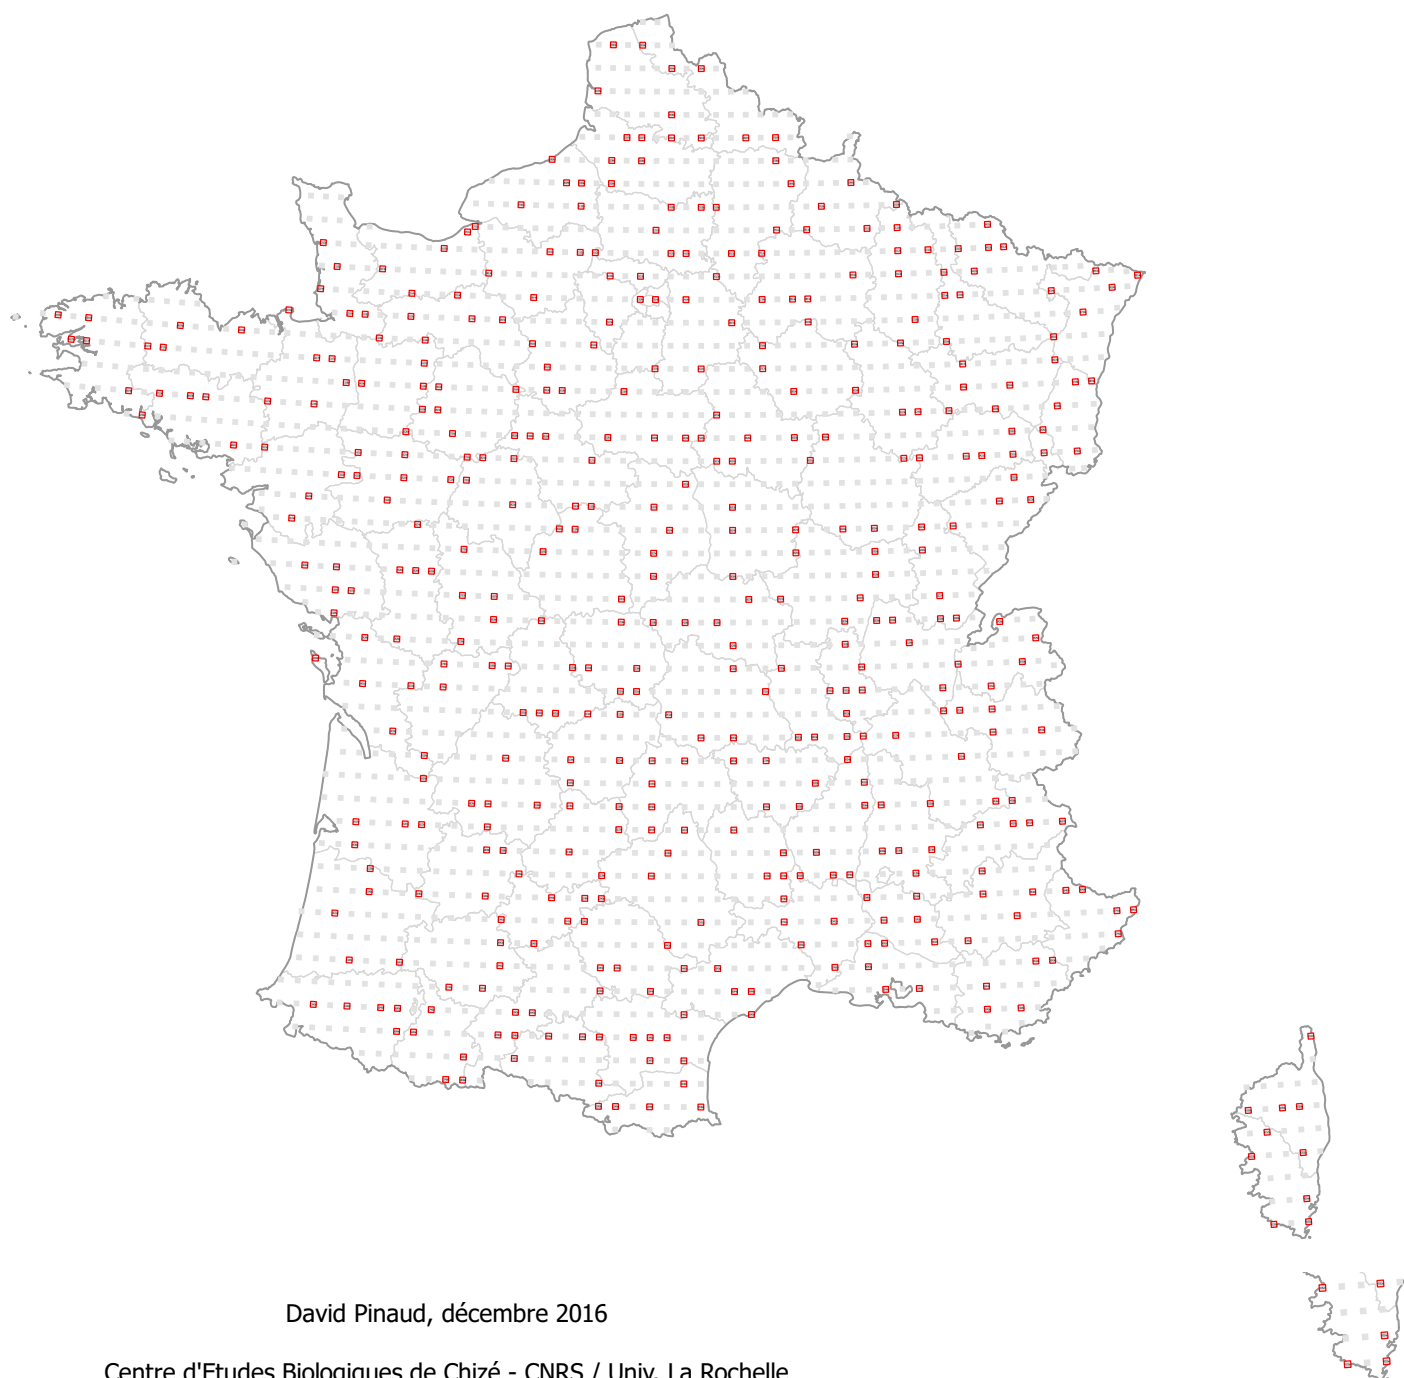 David Pinaud, décembre 2016
Centre d'Etudes Biologiques de Chizé - CNRS / Univ. La Rochelle